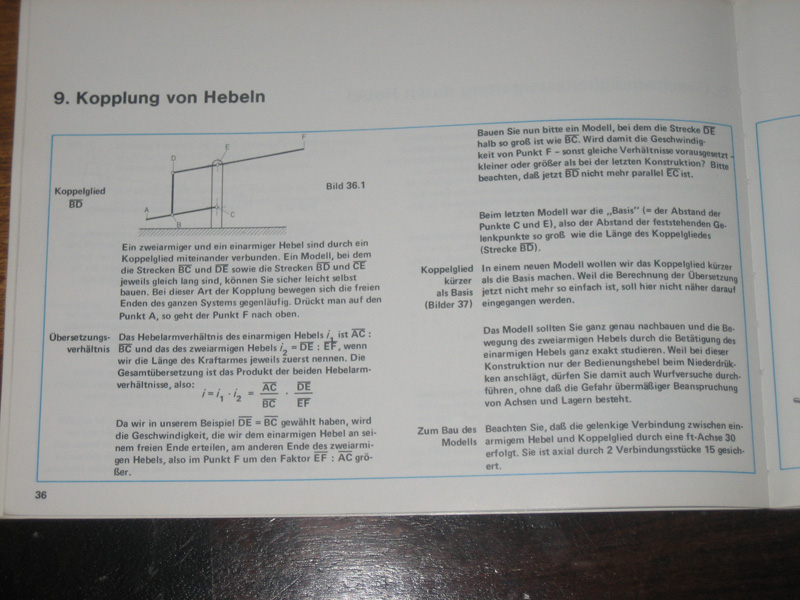 9. Kopplung von Hebeln
D
E
F
A
B
C
Bild 36.1
Koppelglied
BD
Ein zweiarmiger und ein einarmiger Hebel sind durch ein
Koppelglied miteinander verbunden. Ein Modell, bei dem
die Strecken BC und DE sowie die Strecken BD und CE
jeweils gleich lang sind, können Sie sicher leicht selbst
bauen. Bei dieser Art der Kopplung bewegen sich die freien
Enden des ganzen Systems gegenläufig. Drückt man auf den
Punkt A, so geht der Punkt F nach oben.
Übersetzungs-
verhältnis
Das Hebelarmverhältnis des einarmigen Hebels i₁ ist AC :
BC und das des zweiarmigen Hebels i₂ = DE : EF, wenn
wir die Länge des Kraftarmes jeweils zuerst nennen. Die
Gesamtübersetzung ist das Produkt der beiden Hebelarm-
verhältnisse, also:
i = i₁ · i₂ = AC/BC · DE/EF
Da wir in unserem Beispiel DE = BC gewählt haben, wird
die Geschwindigkeit, die wir dem einarmigen Hebel an sei-
nem freien Ende erteilen, am anderen Ende des zweiarmi-
gen Hebels, also im Punkt F um den Faktor EF : AC grö-
ßer.
36
Bauen Sie nun bitte ein Modell, bei dem die Strecke DE
halb so groß ist wie BC. Wird damit die Geschwindig-
keit von Punkt F – sonst gleiche Verhältnisse vorausgesetzt –
kleiner oder größer als bei der letzten Konstruktion? Bitte
beachten, daß jetzt BD nicht mehr parallel EC ist.
Beim letzten Modell war die „Basis" (= der Abstand der
Punkte C und E), also der Abstand der feststehenden Ge-
lenkpunkte so groß wie die Länge des Koppelgliedes
(Strecke BD).
Koppelglied
kürzer
als Basis
(Bilder 37)
In einem neuen Modell wollen wir das Koppelglied kürzer
als die Basis machen. Weil die Berechnung der Übersetzung
jetzt nicht mehr so einfach ist, soll hier nicht näher darauf
eingegangen werden.
Das Modell sollten Sie ganz genau nachbauen und die Be-
wegung des zweiarmigen Hebels durch die Betätigung des
einarmigen Hebels ganz exakt studieren. Weil bei dieser
Konstruktion nur der Bedienungshebel beim Niederdrük-
ken anschlägt, dürfen Sie damit auch Wurfversuche durch-
führen, ohne daß die Gefahr übermäßiger Beanspruchung
von Achsen und Lagern besteht.
Zum Bau des
Modells
Beachten Sie, daß die gelenkige Verbindung zwischen ein-
armigem Hebel und Koppelglied durch eine ft-Achse 30
erfolgt. Sie ist axial durch 2 Verbindungsstücke 15 gesich-
ert.